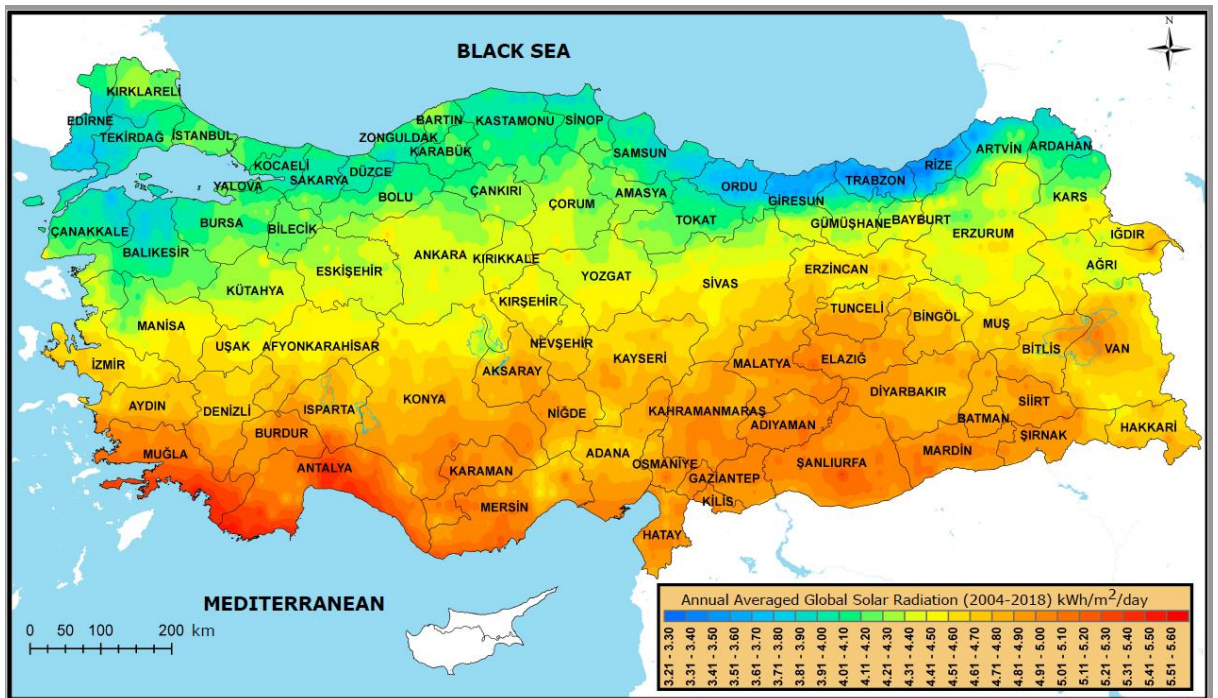 N
BLACK SEA
KIRKLARELİ
EDİRNE
TEKİRDAĞ
İSTANBUL
BARTIN
KASTAMONU
SİNOP
ZONGULDAK
KARABÜK
SAMSUN
ARTVİN
ARDAHAN
KOCAELİ
SAKARYA
DÜZCE
YALOVA
BOLU
ÇANKIRI
AMASYA
ORDU
TRABZON
RİZE
GİRESUN
ÇORUM
TOKAT
KARS
ÇANAKKALE
BURSA
BİLECİK
GÜMÜŞHANE
BAYBURT
ERZURUM
IĞDIR
BALIKESİR
ANKARA
KIRIKKALE
ESKİŞEHİR
YOZGAT
SİVAS
ERZİNCAN
AĞRI
KÜTAHYA
KIRŞEHİR
TUNCELİ
BİNGÖL
MUŞ
MANİSA
UŞAK
AFYONKARAHİSAR
NEVŞEHİR
KAYSERİ
MALATYA
ELAZIĞ
BİTLİS
VAN
İZMİR
AKSARAY
AYDIN
DENİZLİ
ISPARTA
KONYA
NİĞDE
KAHRAMANMARAŞ
ADIYAMAN
DİYARBAKIR
BATMAN
SİİRT
BURDUR
ŞIRNAK
HAKKARİ
MUĞLA
ANTALYA
KARAMAN
ADANA
OSMANİYE
GAZİANTEP
ŞANLIURFA
MARDİN
KİLİS
MERSİN
HATAY
MEDITERRANEAN
0 50 100 200 km
Annual Averaged Global Solar Radiation (2004-2018) kWh/m²/day
3.21 - 3.30
3.31 - 3.40
3.41 - 3.50
3.51 - 3.60
3.61 - 3.70
3.71 - 3.80
3.81 - 3.90
3.91 - 4.00
4.01 - 4.10
4.11 - 4.20
4.21 - 4.30
4.31 - 4.40
4.41 - 4.50
4.51 - 4.60
4.61 - 4.70
4.71 - 4.80
4.81 - 4.90
4.91 - 5.00
5.01 - 5.10
5.11 - 5.20
5.21 - 5.30
5.31 - 5.40
5.41 - 5.50
5.51 - 5.60